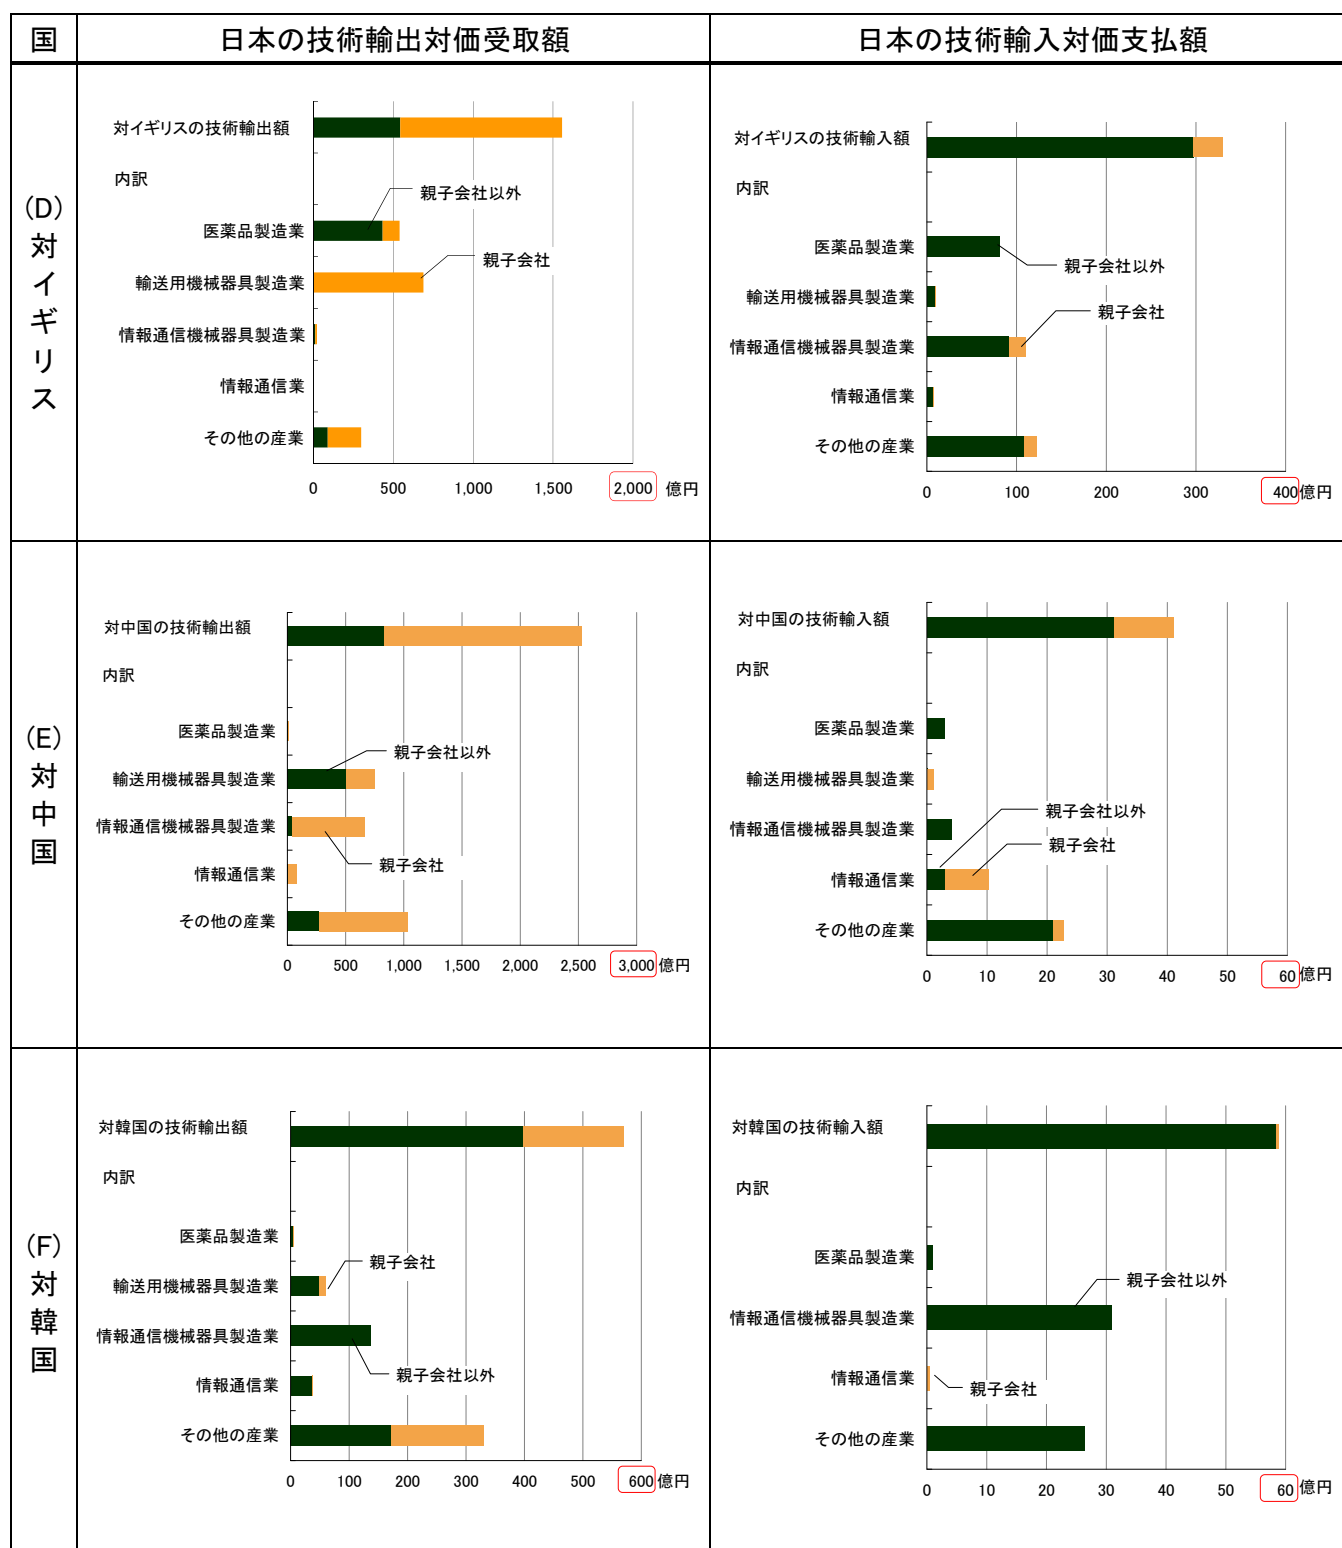 国 日本の技術輸出対価受取額 日本の技術輸入対価支払額
(D)対イギリス
対イギリスの技術輸出額
内訳
親子会社以外
医薬品製造業
親子会社
輸送用機械器具製造業
情報通信機械器具製造業
情報通信業
その他の産業
0 500 1,000 1,500 2,000 億円
対イギリスの技術輸入額
内訳
医薬品製造業
親子会社以外
輸送用機械器具製造業
親子会社
情報通信機械器具製造業
情報通信業
その他の産業
0 100 200 300 400 億円
(E)対中国
対中国の技術輸出額
内訳
医薬品製造業
親子会社以外
輸送用機械器具製造業
情報通信機械器具製造業
親子会社
情報通信業
その他の産業
0 500 1,000 1,500 2,000 2,500 3,000 億円
対中国の技術輸入額
内訳
医薬品製造業
輸送用機械器具製造業
親子会社以外
情報通信機械器具製造業
親子会社
情報通信業
その他の産業
0 10 20 30 40 50 60 億円
(F)対韓国
対韓国の技術輸出額
内訳
医薬品製造業
親子会社
輸送用機械器具製造業
情報通信機械器具製造業
親子会社以外
情報通信業
その他の産業
0 100 200 300 400 500 600 億円
対韓国の技術輸入額
内訳
医薬品製造業
親子会社以外
情報通信機械器具製造業
情報通信業
親子会社
その他の産業
0 10 20 30 40 50 60 億円